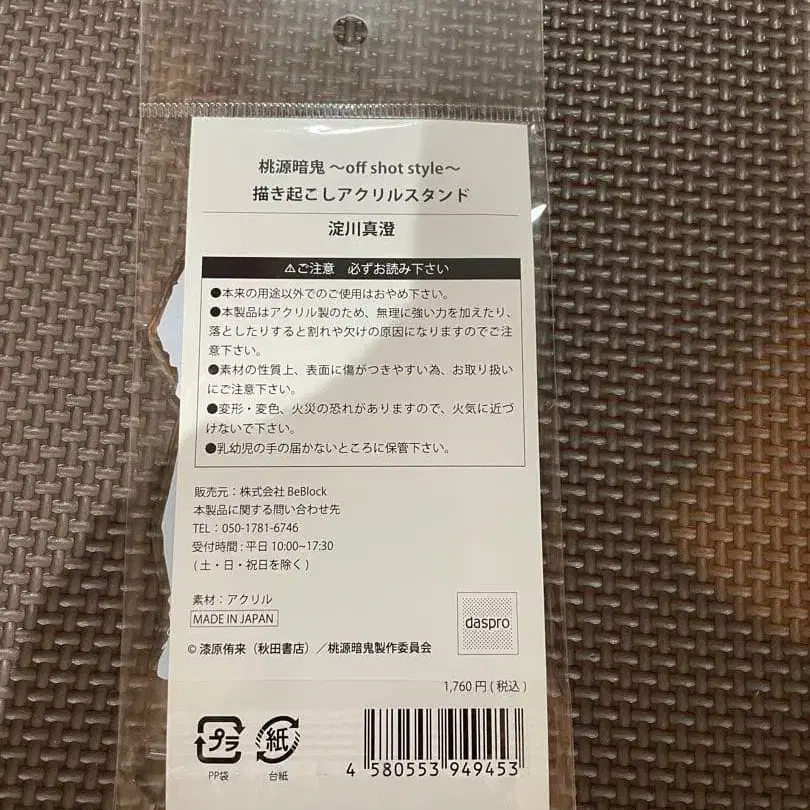 桃源暗鬼 ～off shot style～
描き起こしアクリルスタンド
淀川真澄
⚠ご注意　必ずお読み下さい
●本来の用途以外でのご使用はおやめ下さい。
●本製品はアクリル製のため、無理に強い力を加えたり、
落としたりすると割れや欠けの原因になりますのでご注
意下さい。
●素材の性質上、表面に傷がつきやすい為、お取り扱い
にご注意下さい。
●変形・変色、火災の恐れがありますので、火気に近づ
けないで下さい。
●乳幼児の手の届かないところに保管下さい。
販売元：株式会社 BeBlock
本製品に関する問い合わせ先
TEL：050-1781-6746
受付時間 : 平日 10:00~17:30
( 土・日・祝日を除く )
素材：アクリル
MADE IN JAPAN
daspro
© 漆原侑来（秋田書店）／桃源暗鬼製作委員会
1,760 円 ( 税込 )
プラ
PP袋
紙
台紙
4 580553 949453